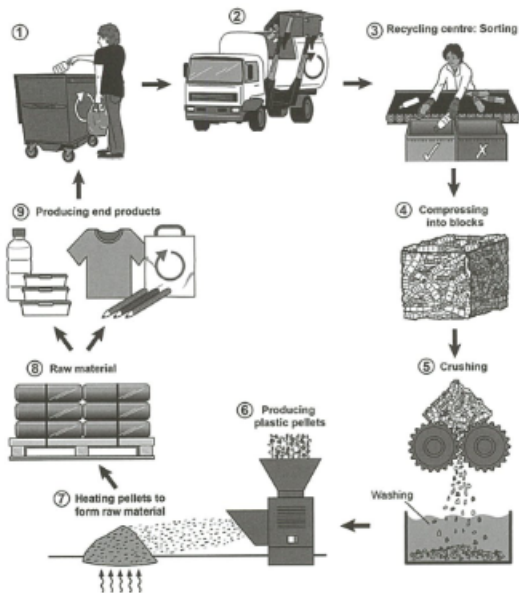 ①
②
③ Recycling centre: Sorting
④ Compressing
into blocks
⑤ Crushing
Washing
⑥ Producing
plastic pellets
⑦ Heating pellets to
form raw material
⑧ Raw material
⑨ Producing end products